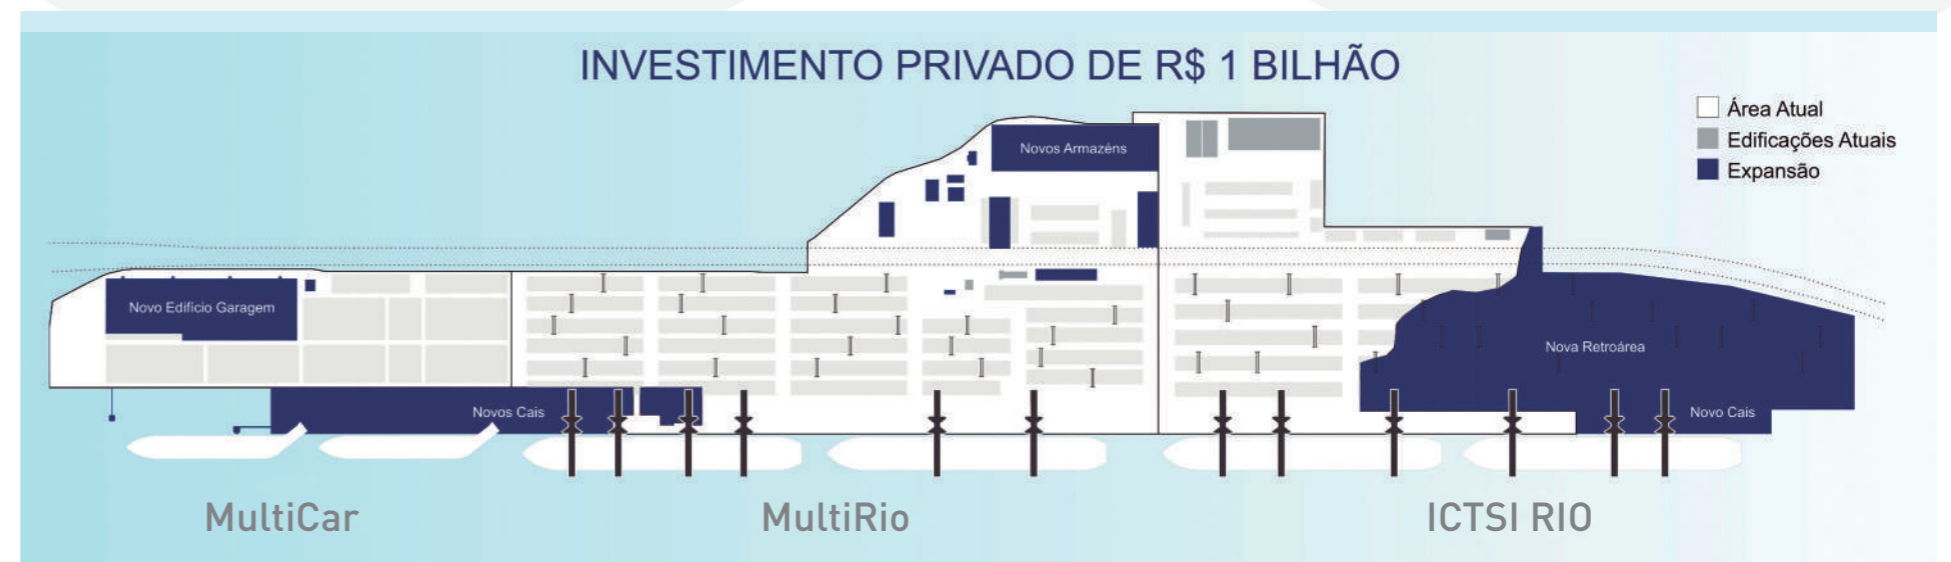 INVESTIMENTO PRIVADO DE R$ 1 BILHÃO
Área Atual
Edificações Atuais
Expansão
Novos Armazéns
Novo Edifício Garagem
Nova Retroárea
Novos Cais
Novo Cais
MultiCar
MultiRio
ICTSI RIO